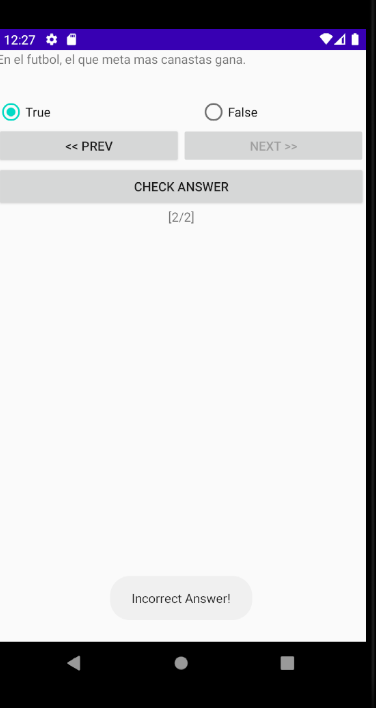 12:27
En el futbol, el que meta mas canastas gana.
True False
<< PREV NEXT >>
CHECK ANSWER
[2/2]
Incorrect Answer!